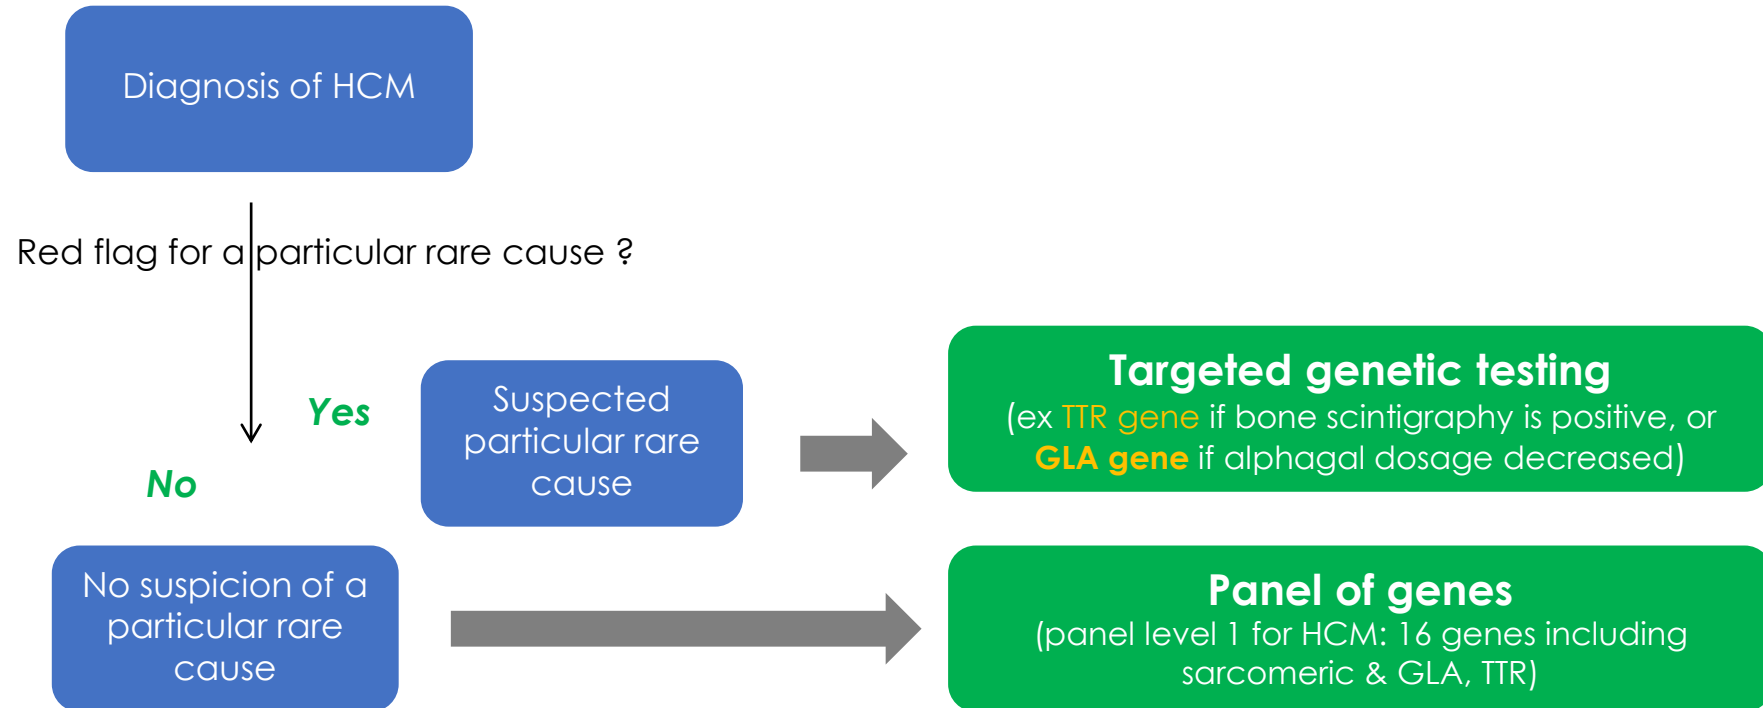 Diagnosis of HCM
Red flag for a particular rare cause ?
Yes
No
Suspected
particular rare
cause
Targeted genetic testing
(ex TTR gene if bone scintigraphy is positive, or
GLA gene if alphagal dosage decreased)
No suspicion of a
particular rare
cause
Panel of genes
(panel level 1 for HCM: 16 genes including
sarcomeric & GLA, TTR)